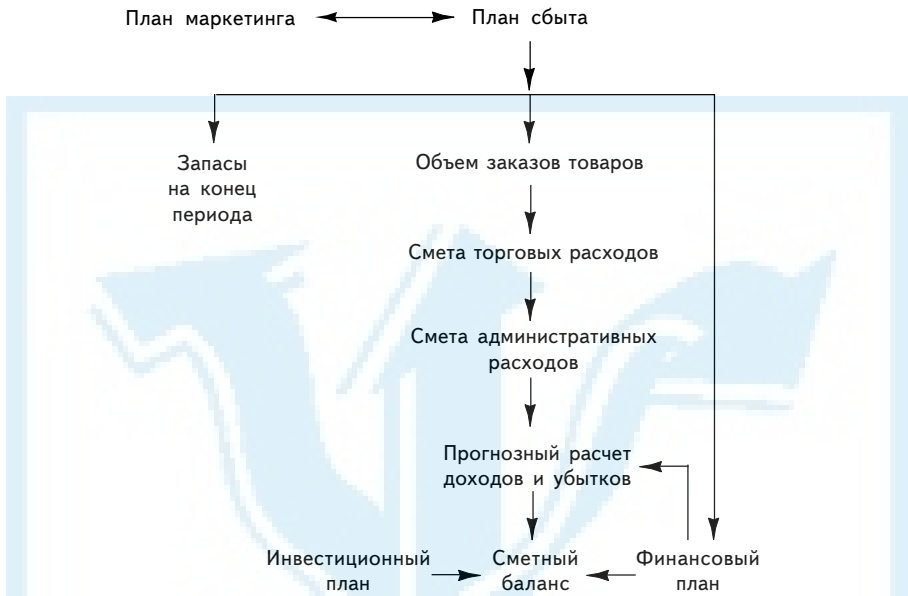 План маркетинга
План сбыта
Запасы
на конец
периода
Объем заказов товаров
Смета торговых расходов
Смета административных
расходов
Прогнозный расчет
доходов и убытков
Инвестиционный
план
Сметный
баланс
Финансовый
план